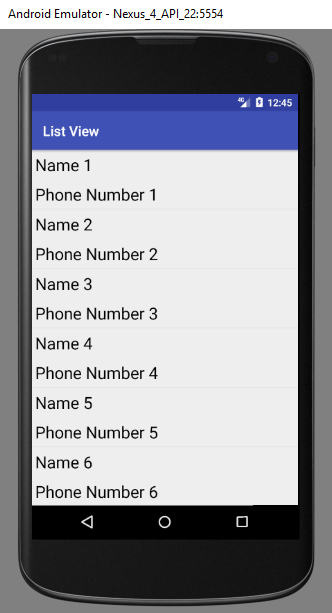 Android Emulator - Nexus_4_API_22:5554
4G 12:45
List View
Name 1
Phone Number 1
Name 2
Phone Number 2
Name 3
Phone Number 3
Name 4
Phone Number 4
Name 5
Phone Number 5
Name 6
Phone Number 6